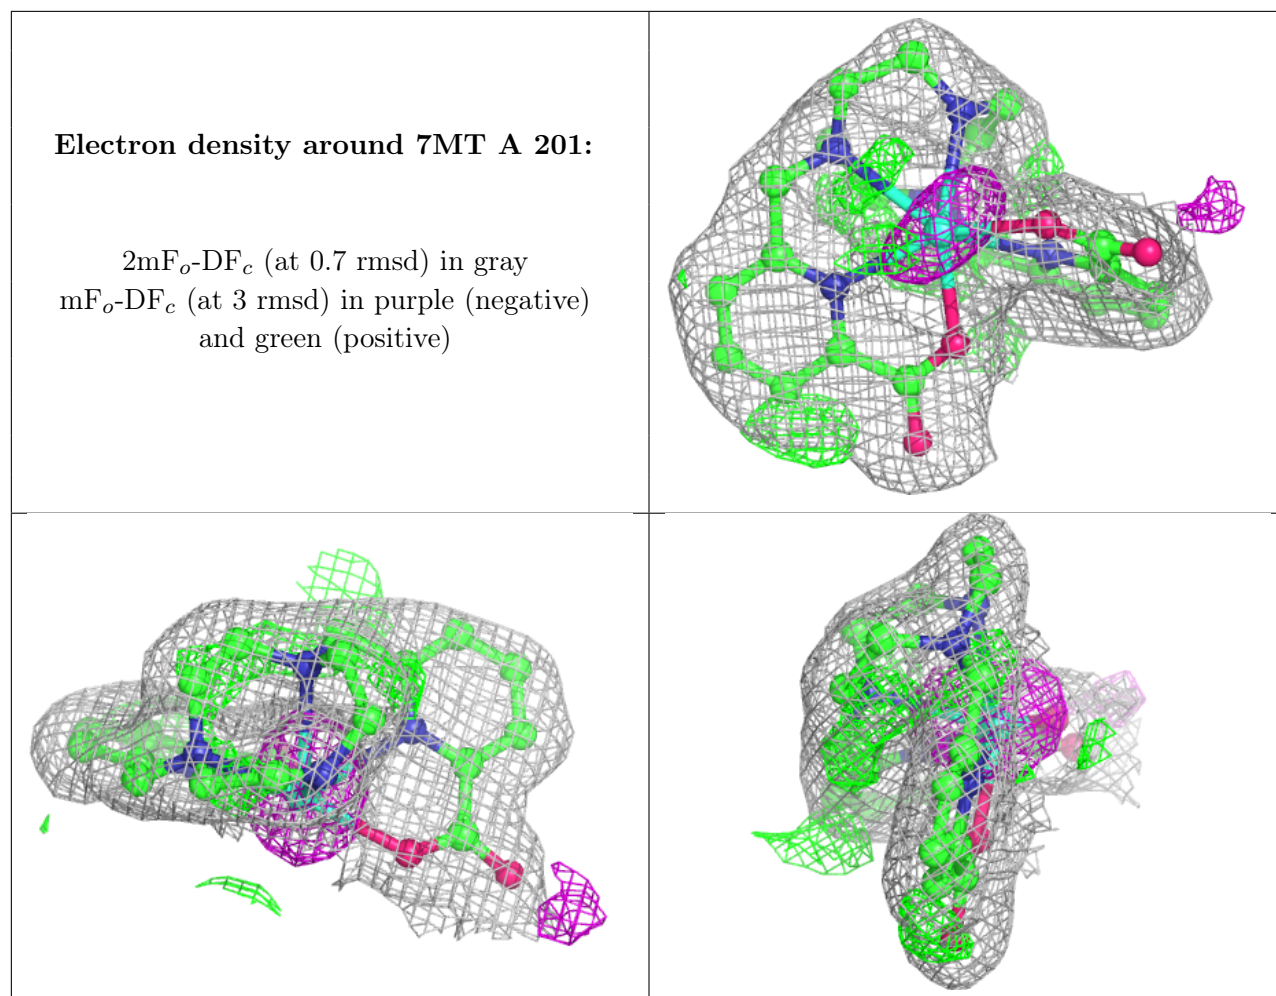 Electron density around 7MT A 201:
2mFₒ-DF𝒸 (at 0.7 rmsd) in gray
mFₒ-DF𝒸 (at 3 rmsd) in purple (negative)
and green (positive)